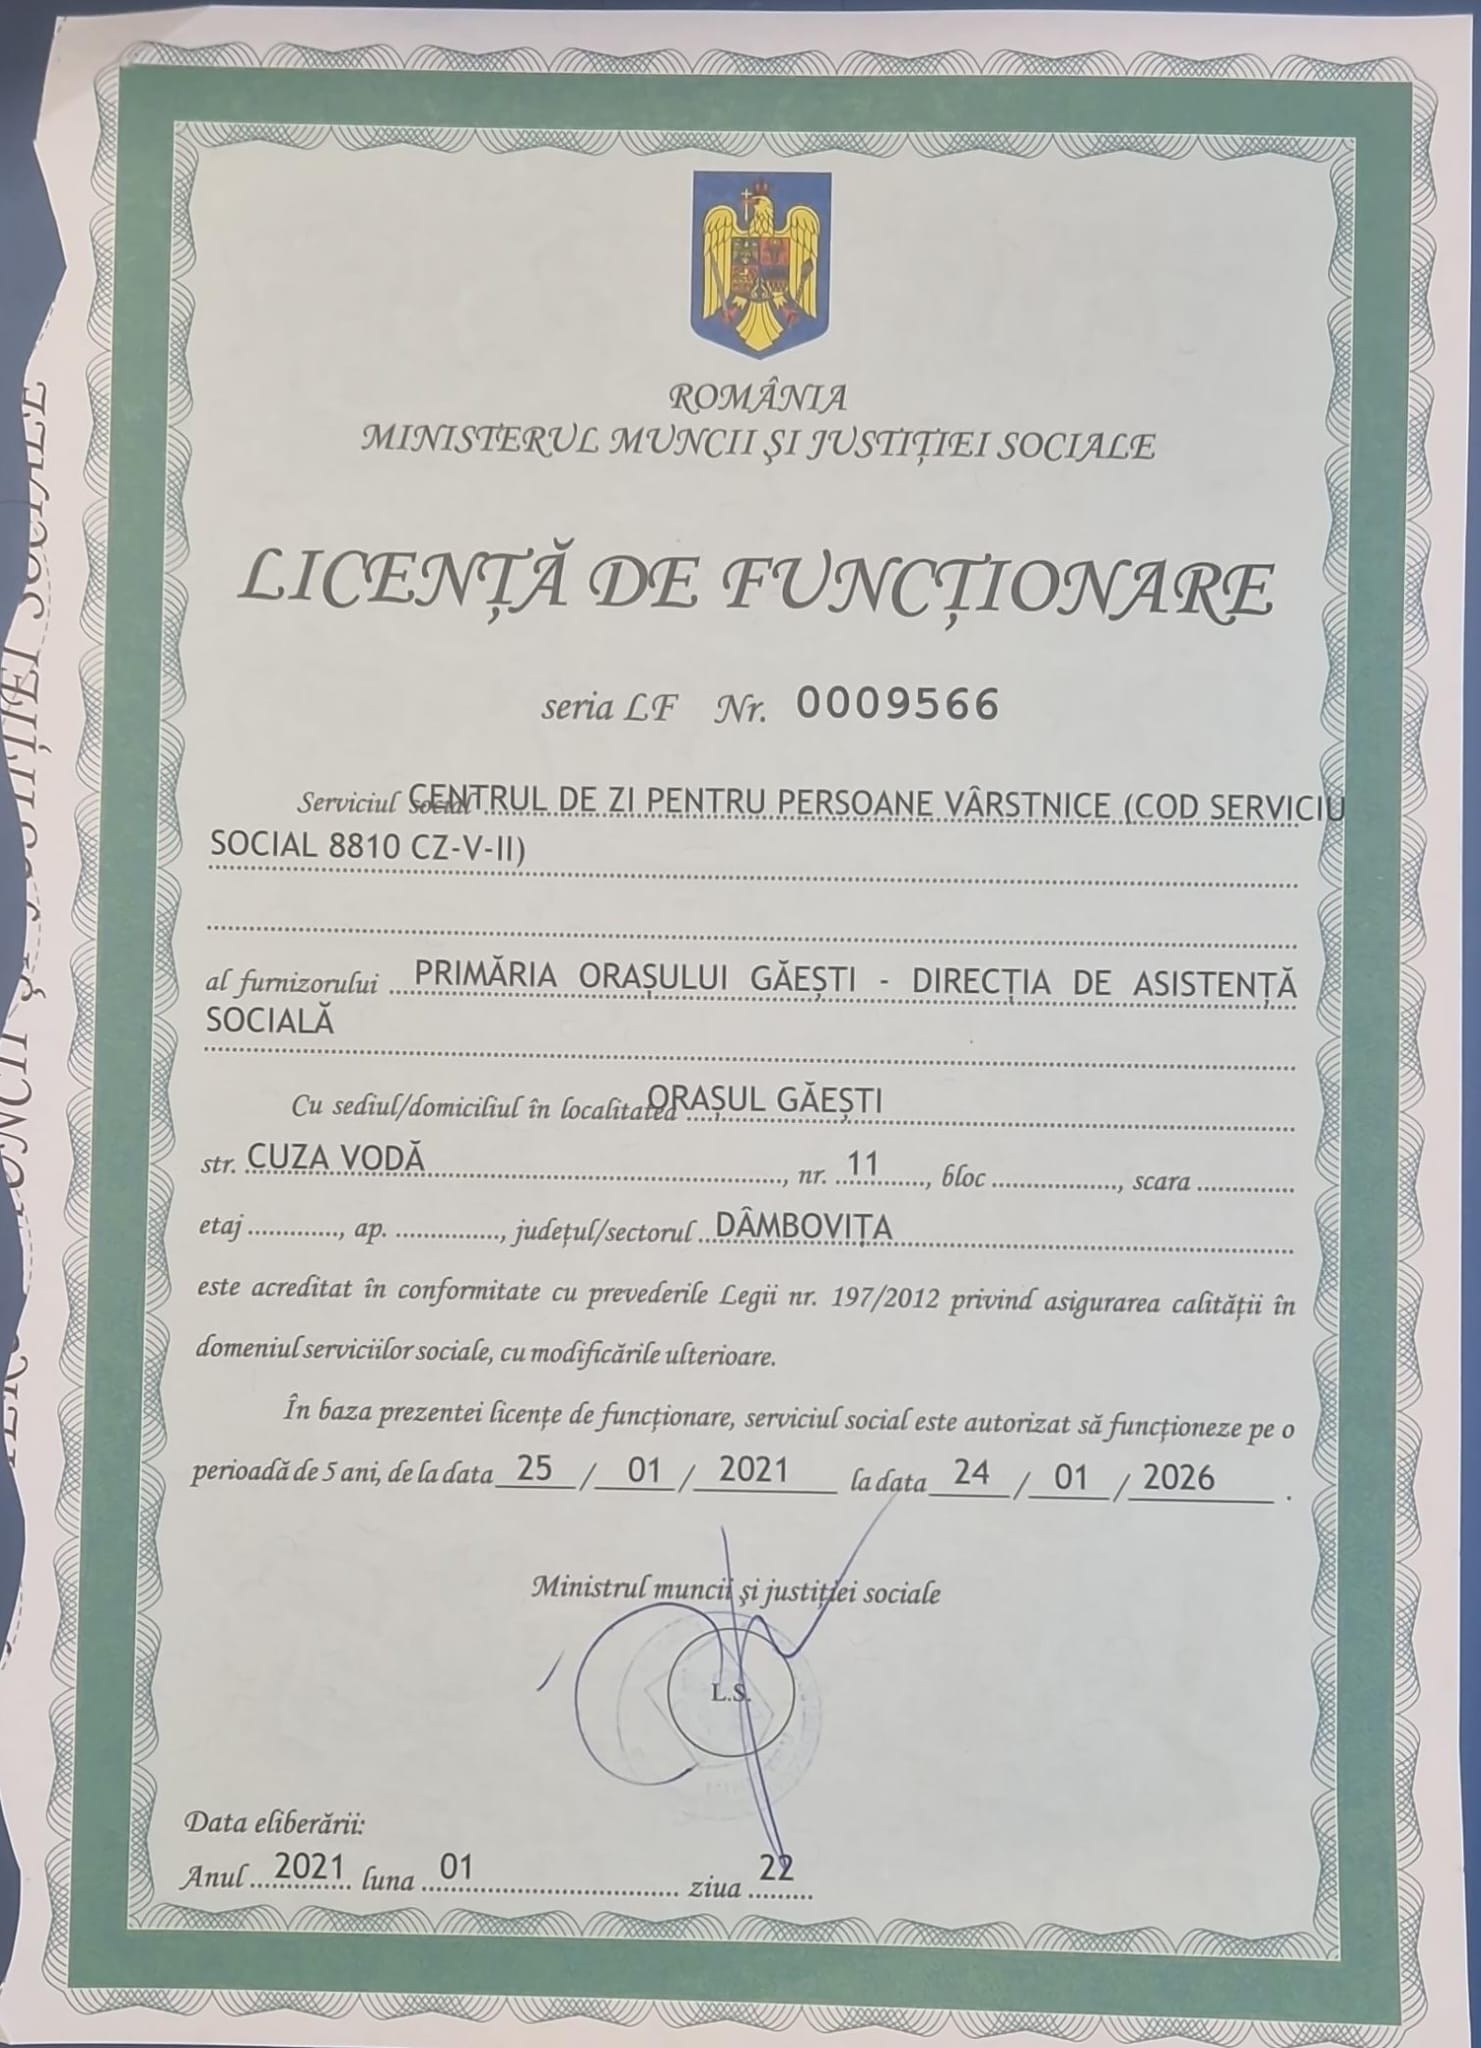 ROMÂNIA
MINISTERUL MUNCII ŞI JUSTIȚIEI SOCIALE
LICENȚĂ DE FUNCȚIONARE
seria LF Nr. 0009566
Serviciul social CENTRUL DE ZI PENTRU PERSOANE VÂRSTNICE (COD SERVICIU
SOCIAL 8810 CZ-V-II)
al furnizorului PRIMĂRIA ORAȘULUI GĂEȘTI - DIRECȚIA DE ASISTENȚĂ
SOCIALĂ
Cu sediul/domiciliul în localitatea ORAȘUL GĂEȘTI
str. CUZA VODĂ, nr. 11, bloc, scara
etaj, ap., județul/sectorul DÂMBOVIȚA
este acreditat în conformitate cu prevederile Legii nr. 197/2012 privind asigurarea calității în
domeniul serviciilor sociale, cu modificările ulterioare.
În baza prezentei licențe de funcționare, serviciul social este autorizat să funcționeze pe o
perioadă de 5 ani, de la data 25 / 01 / 2021 la data 24 / 01 / 2026 .
Ministrul muncii şi justiției sociale
L.S.
Data eliberării:
Anul 2021 luna 01 ziua 22